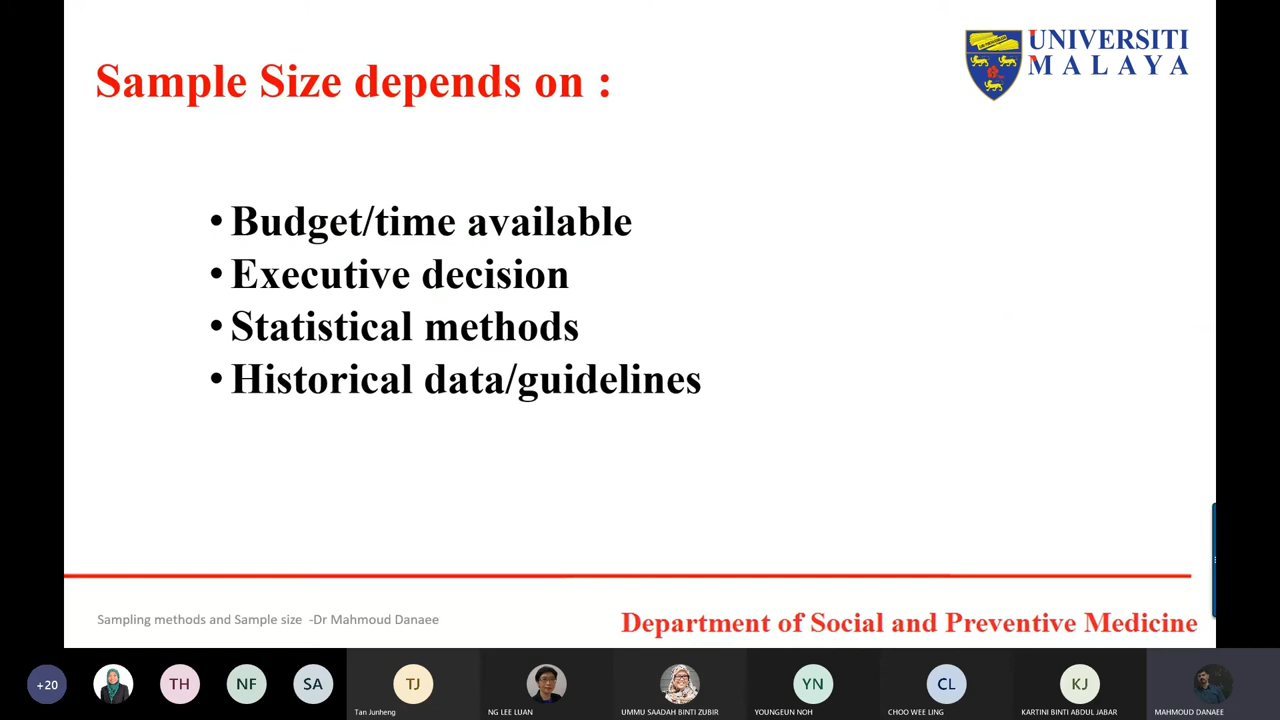 UNIVERSITI
MALAYA
Sample Size depends on :
• Budget/time available
• Executive decision
• Statistical methods
• Historical data/guidelines
Sampling methods and Sample size -Dr Mahmoud Danaee
Department of Social and Preventive Medicine
+20
TH
NF
SA
TJ
YN
CL
KJ
Tan Junheng
NG LEE LUAN
UMMU SAADAH BINTI ZUBIR
YOUNGEUN NOH
CHOO WEE LING
KARTINI BINTI ABDUL JABAR
MAHMOUD DANAEE